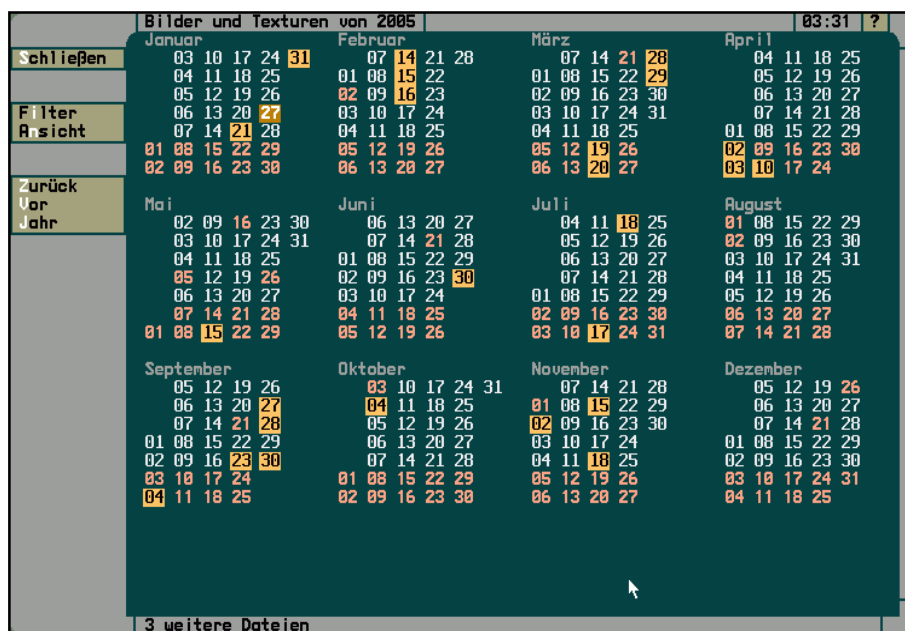 Bilder und Texturen von 2005 03:31 ?
Schließen
Filter
Ansicht
Zurück
Vor
Jahr
Januar Februar März April
03 10 17 24 31 07 14 21 28 07 14 21 28 04 11 18 25
04 11 18 25 01 08 15 22 01 08 15 22 29 05 12 19 26
05 12 19 26 02 09 16 23 02 09 16 23 30 06 13 20 27
06 13 20 27 03 10 17 24 03 10 17 24 31 07 14 21 28
07 14 21 28 04 11 18 25 04 11 18 25 01 08 15 22 29
01 08 15 22 29 05 12 19 26 05 12 19 26 02 09 16 23 30
02 09 16 23 30 06 13 20 27 06 13 20 27 03 10 17 24
Mai Juni Juli August
02 09 16 23 30 06 13 20 27 04 11 18 25 01 08 15 22 29
03 10 17 24 31 07 14 21 28 05 12 19 26 02 09 16 23 30
04 11 18 25 01 08 15 22 29 06 13 20 27 03 10 17 24 31
05 12 19 26 02 09 16 23 30 07 14 21 28 04 11 18 25
06 13 20 27 03 10 17 24 01 08 15 22 29 05 12 19 26
07 14 21 28 04 11 18 25 02 09 16 23 30 06 13 20 27
01 08 15 22 29 05 12 19 26 03 10 17 24 31 07 14 21 28
September Oktober November Dezember
05 12 19 26 03 10 17 24 31 07 14 21 28 05 12 19 26
06 13 20 27 04 11 18 25 01 08 15 22 29 06 13 20 27
07 14 21 28 05 12 19 26 02 09 16 23 30 07 14 21 28
01 08 15 22 29 06 13 20 27 03 10 17 24 01 08 15 22 29
02 09 16 23 30 07 14 21 28 04 11 18 25 02 09 16 23 30
03 10 17 24 01 08 15 22 29 05 12 19 26 03 10 17 24 31
04 11 18 25 02 09 16 23 30 06 13 20 27 04 11 18 25
3 weitere Dateien